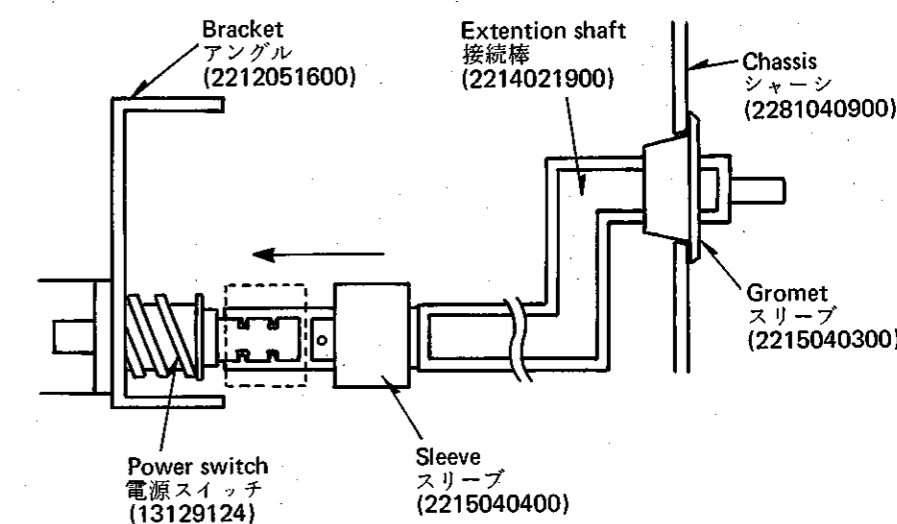 Bracket
アングル
(2212051600)
Extention shaft
接続棒
(2214021900)
Chassis
シャーシ
(2281040900)
Gromet
スリーブ
(2215040300)
Sleeve
スリーブ
(2215040400)
Power switch
電源スイッチ
(13129124)